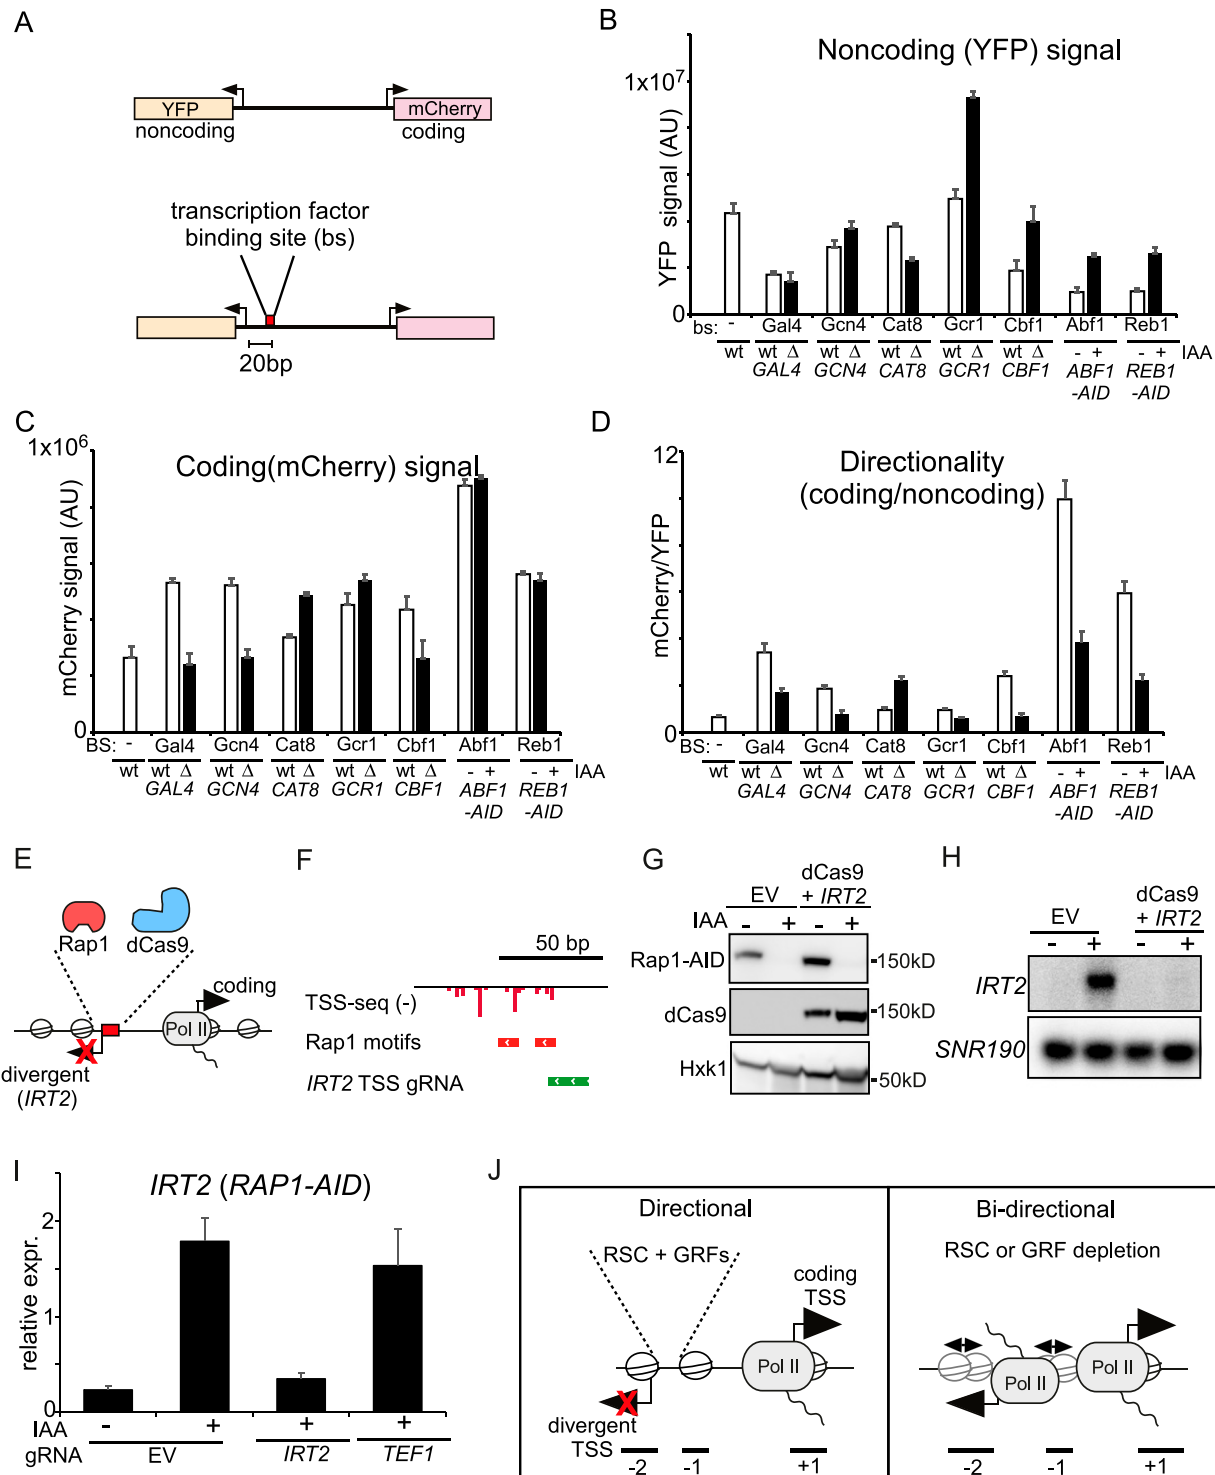 A
YFP
mCherry
noncoding
coding
transcription factor
binding site (bs)
20bp
B
Noncoding (YFP) signal
1x10⁷
YFP signal (AU)
0
bs: - Gal4 Gcn4 Cat8 Gcr1 Cbf1 Abf1 Reb1
wt wt Δ wt Δ wt Δ wt Δ wt Δ - + - + IAA
GAL4 GCN4 CAT8 GCR1 CBF1 ABF1 -AID REB1 -AID
C
1x10⁶
Coding(mCherry) signal
mCherry signal (AU)
0
BS: - Gal4 Gcn4 Cat8 Gcr1 Cbf1 Abf1 Reb1
wt wt Δ wt Δ wt Δ wt Δ wt Δ - + - + IAA
GAL4 GCN4 CAT8 GCR1 CBF1 ABF1 -AID REB1 -AID
D
12
Directionality
(coding/noncoding)
mCherry/YFP
0
BS: - Gal4 Gcn4 Cat8 Gcr1 Cbf1 Abf1 Reb1
wt wt Δ wt Δ wt Δ wt Δ wt Δ - + - + IAA
GAL4 GCN4 CAT8 GCR1 CBF1 ABF1 -AID REB1 -AID
E
Rap1
dCas9
coding
Pol II
X
divergent
(IRT2)
F
50 bp
TSS-seq (-)
Rap1 motifs
IRT2 TSS gRNA
G
dCas9
EV + IRT2
IAA - + - +
Rap1-AID
-150kD
dCas9
-150kD
Hxk1
-50kD
H
dCas9
EV + IRT2
- + - +
IRT2
SNR190
I
IRT2 (RAP1-AID)
2
relative expr.
1
0
IAA - + + +
gRNA EV IRT2 TEF1
J
Directional
RSC + GRFs
coding
TSS
Pol II
X
divergent
TSS
-2 -1 +1
Bi-directional
RSC or GRF depletion
Pol II
Pol II
-2 -1 +1